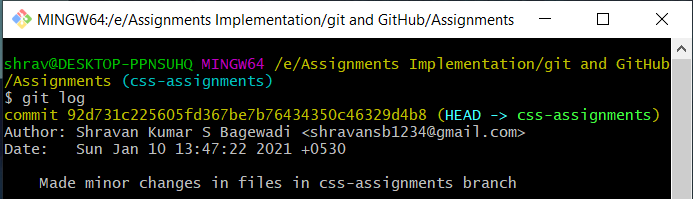 MINGW64:/e/Assignments Implementation/git and GitHub/Assignments
shrav@DESKTOP-PPNSUHQ MINGW64 /e/Assignments Implementation/git and GitHub
/Assignments (css-assignments)
$ git log
commit 92d731c225605fd367be7b76434350c46329d4b8 (HEAD -> css-assignments)
Author: Shravan Kumar S Bagewadi <shravansb1234@gmail.com>
Date:   Sun Jan 10 13:47:22 2021 +0530
    Made minor changes in files in css-assignments branch